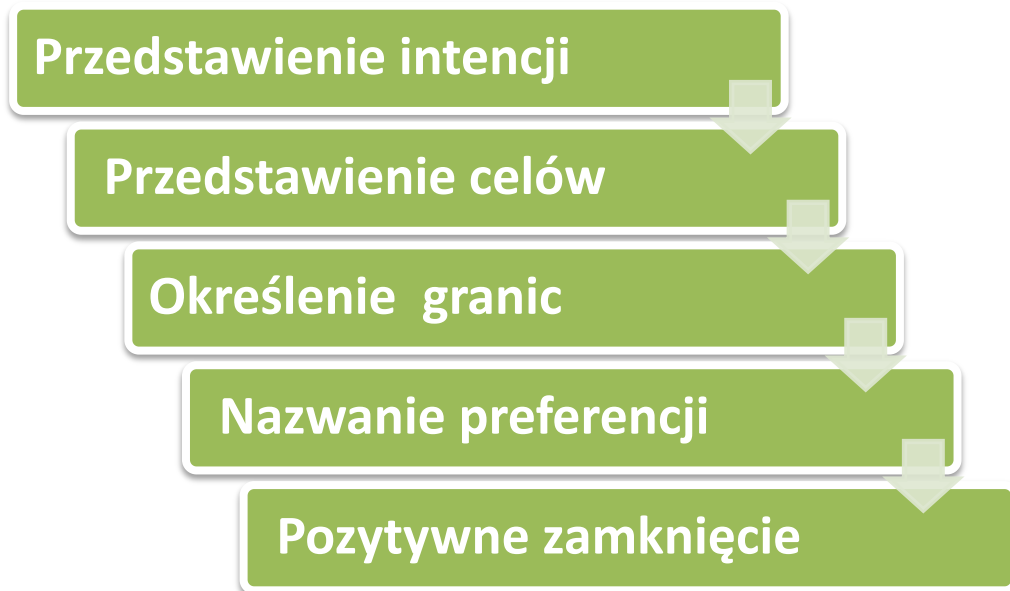 Przedstawienie intencji
Przedstawienie celów
Określenie granic
Nazwanie preferencji
Pozytywne zamknięcie